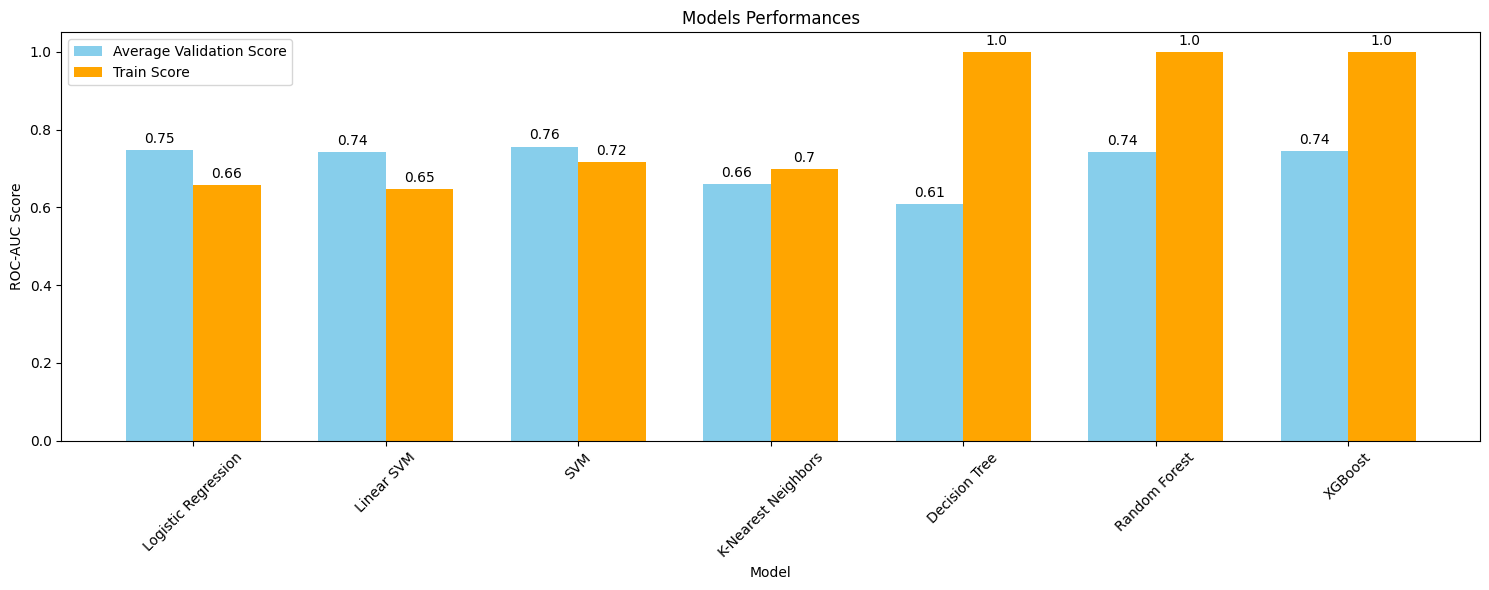 Models Performances
Average Validation Score
Train Score
ROC-AUC Score
1.0
0.8
0.6
0.4
0.2
0.0
0.75
0.66
0.74
0.65
0.76
0.72
0.66
0.7
0.61
1.0
0.74
1.0
0.74
1.0
Logistic Regression
Linear SVM
SVM
K-Nearest Neighbors
Decision Tree
Random Forest
XGBoost
Model